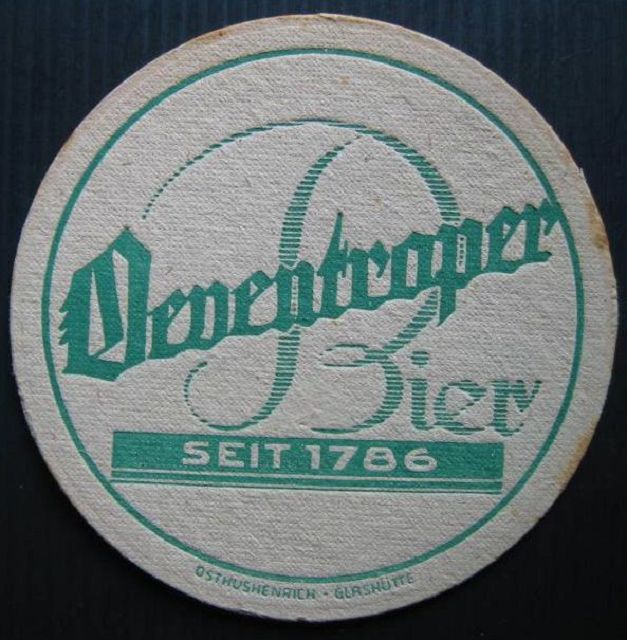 Oeventroper
Bier
SEIT 1786
OSTHUSHENRICH · GLASHÜTTE